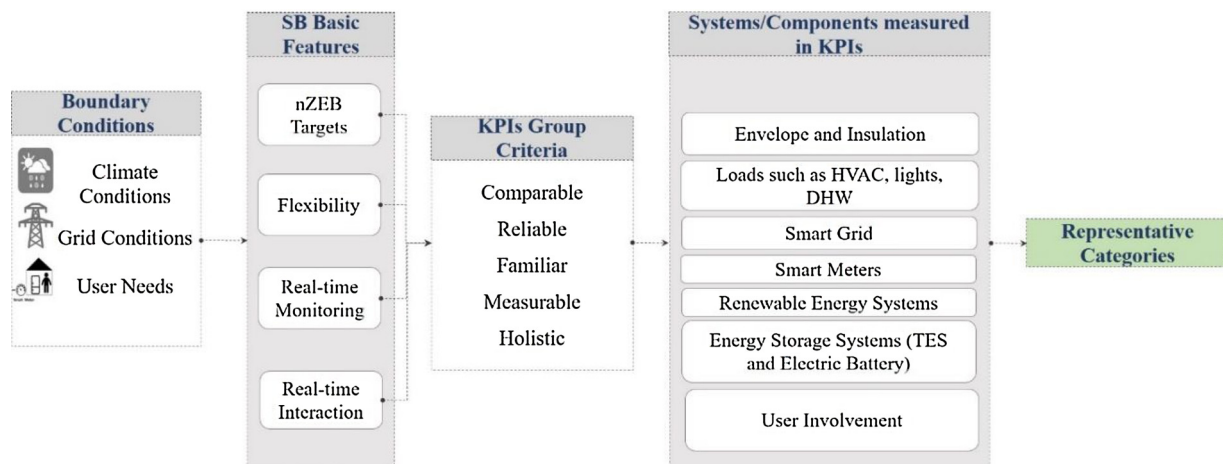 Boundary
Conditions
Climate
Conditions
Grid Conditions
User Needs
SB Basic
Features
nZEB
Targets
Flexibility
Real-time
Monitoring
Real-time
Interaction
KPIs Group
Criteria
Comparable
Reliable
Familiar
Measurable
Holistic
Systems/Components measured
in KPIs
Envelope and Insulation
Loads such as HVAC, lights,
DHW
Smart Grid
Smart Meters
Renewable Energy Systems
Energy Storage Systems (TES
and Electric Battery)
User Involvement
Representative
Categories